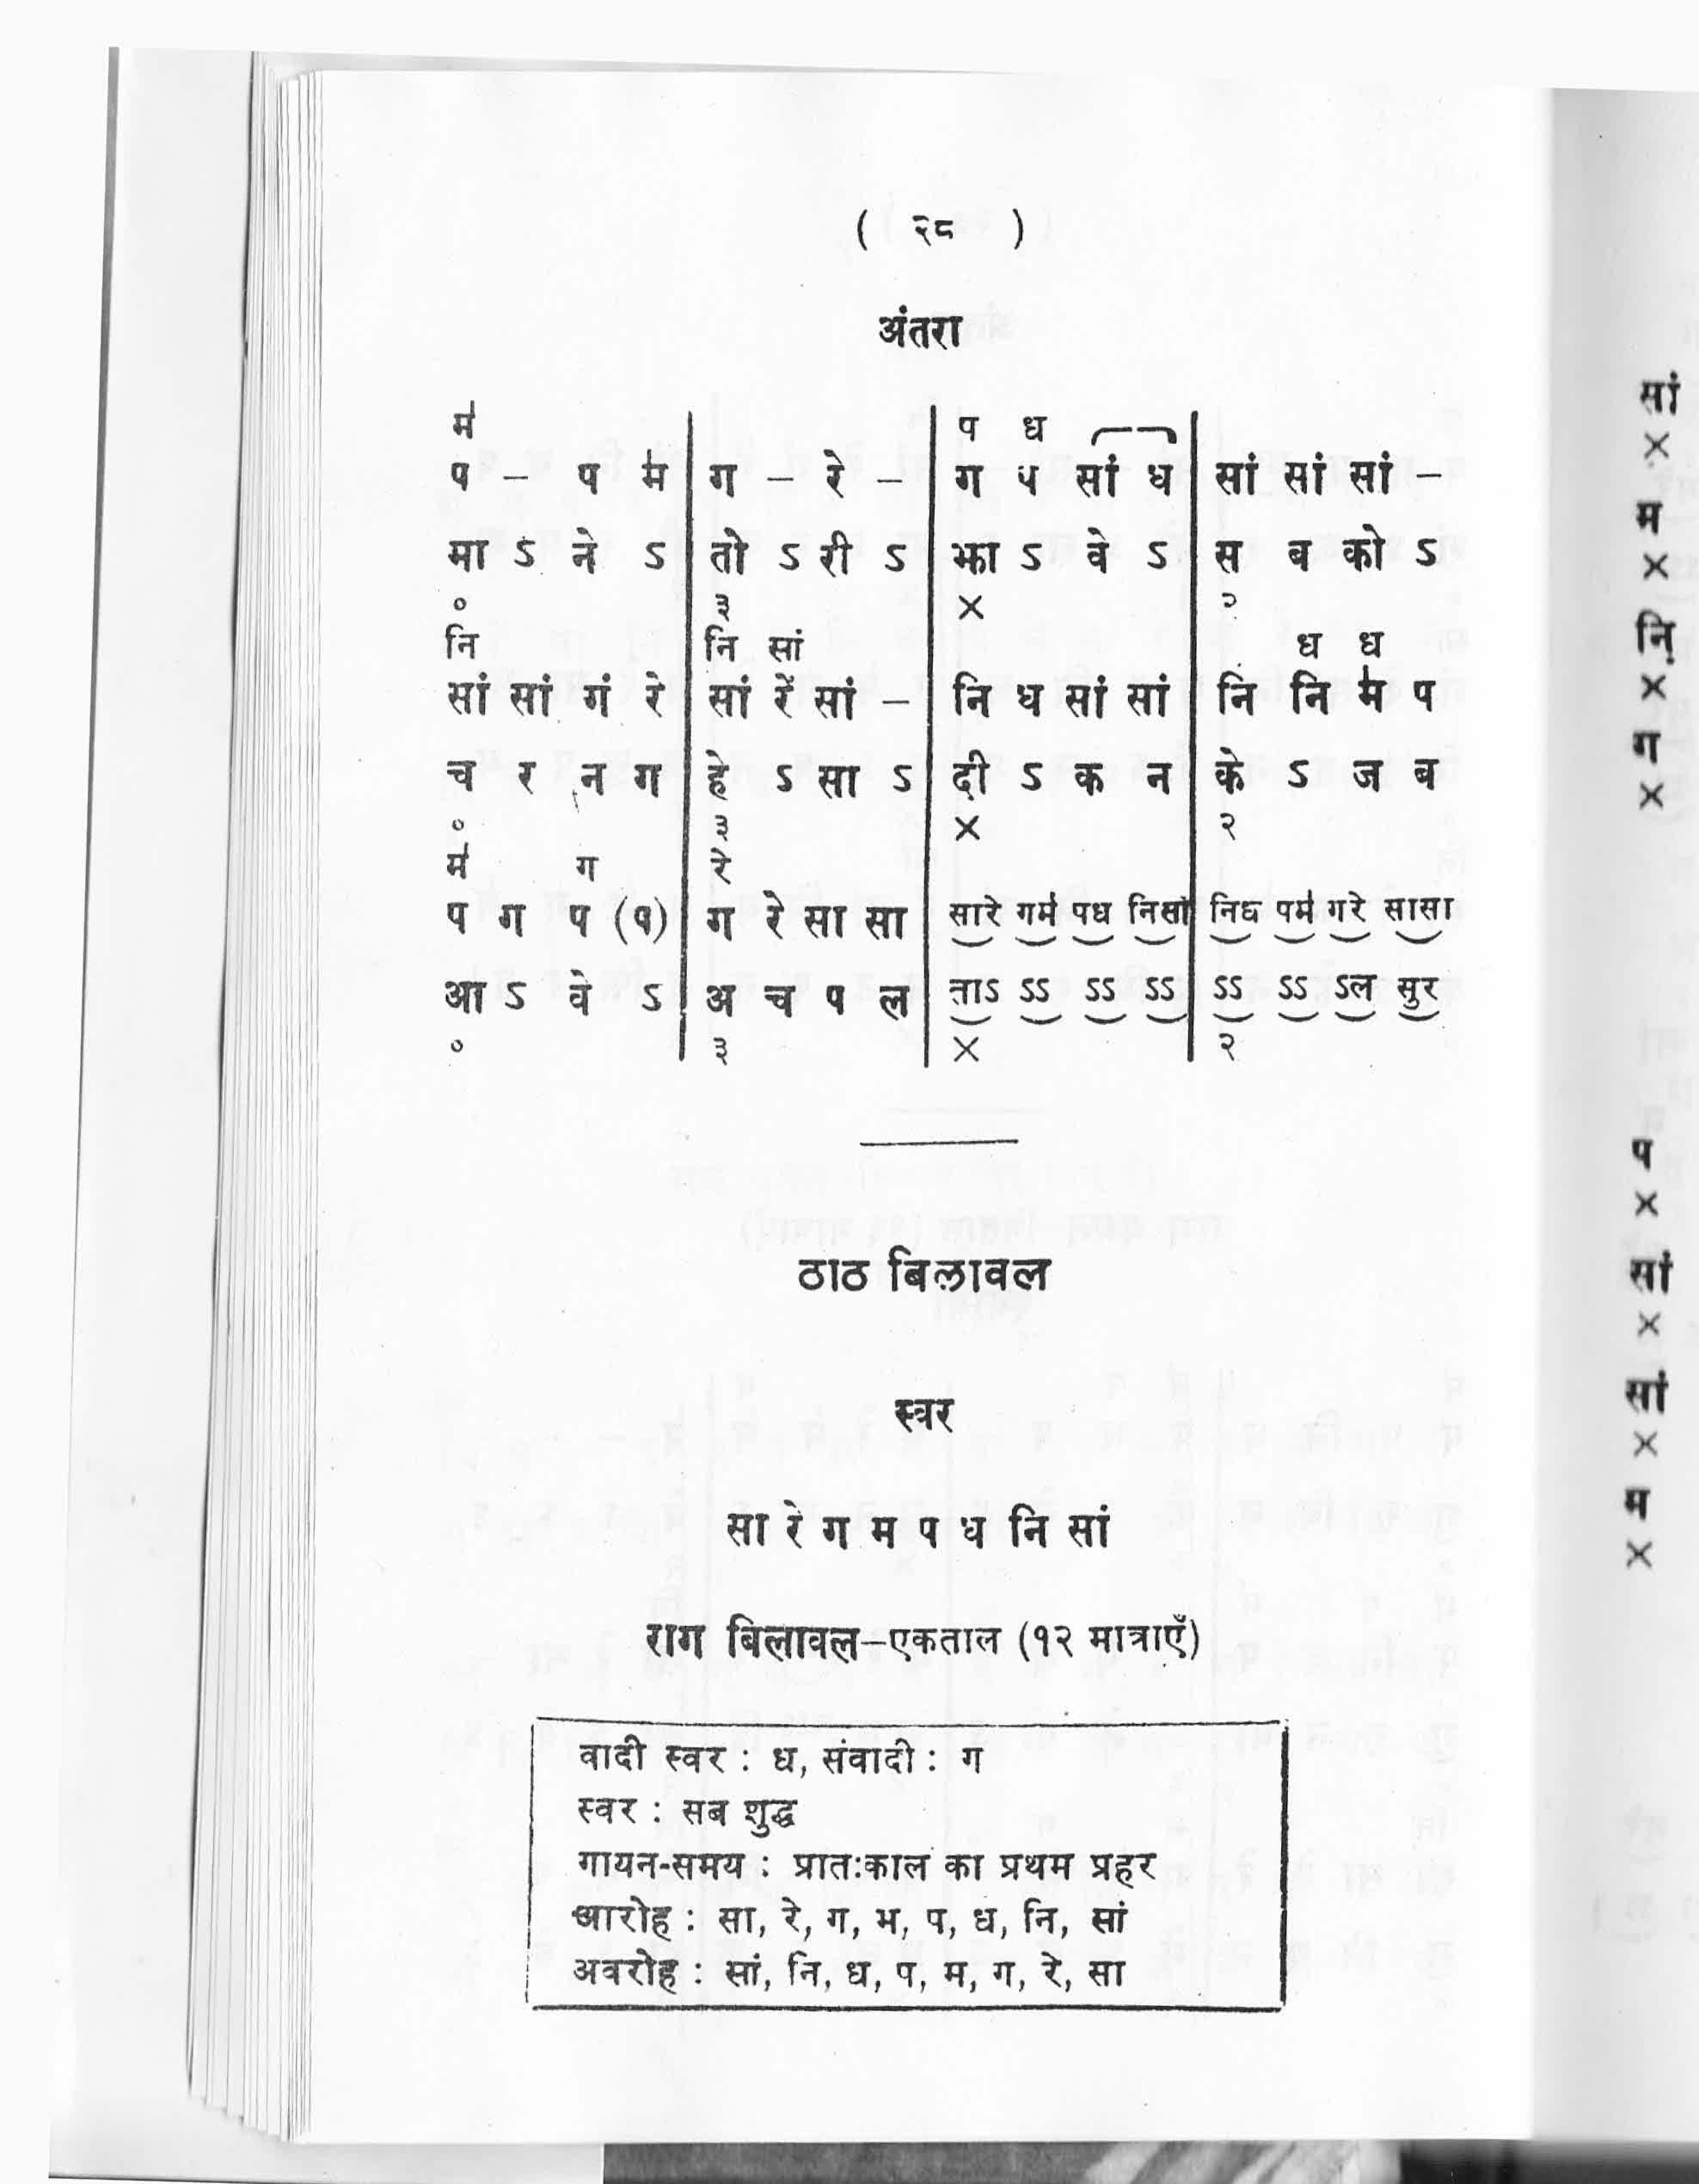 ( २८ )
अंतरा
म॑ प ध
प – प म॑ | ग – रे – | ग प सां ध | सां सां सां –
मा ऽ ने ऽ | तो ऽ री ऽ | झा ऽ वे ऽ | स ब को ऽ
० ३ × २
नि नि सां ध ध
सां सां गं रे | सां रें सां – | नि ध सां सां | नि नि म॑ प
च र न ग | हे ऽ सा ऽ | दी ऽ क न | के ऽ ज ब
० ३ × २
म॑ ग रे
प ग प (प) | ग रे सा सा | सारे गम॑ पध निसां | निध पम॑ गरे सासा
आ ऽ वे ऽ | अ च प ल | ताऽ ऽऽ ऽऽ ऽऽ | ऽऽ ऽऽ ऽल सुर
० ३ × २
ठाठ बिलावल
स्वर
सा रे ग म प ध नि सां
राग बिलावल–एकताल (१२ मात्राएँ)
वादी स्वर : ध, संवादी : ग
स्वर : सब शुद्ध
गायन-समय : प्रात:काल का प्रथम प्रहर
आरोह : सा, रे, ग, म, प, ध, नि, सां
अवरोह : सां, नि, ध, प, म, ग, रे, सा
सां
×
म
×
नि़
×
ग
×
प
×
सां
×
सां
×
म
×